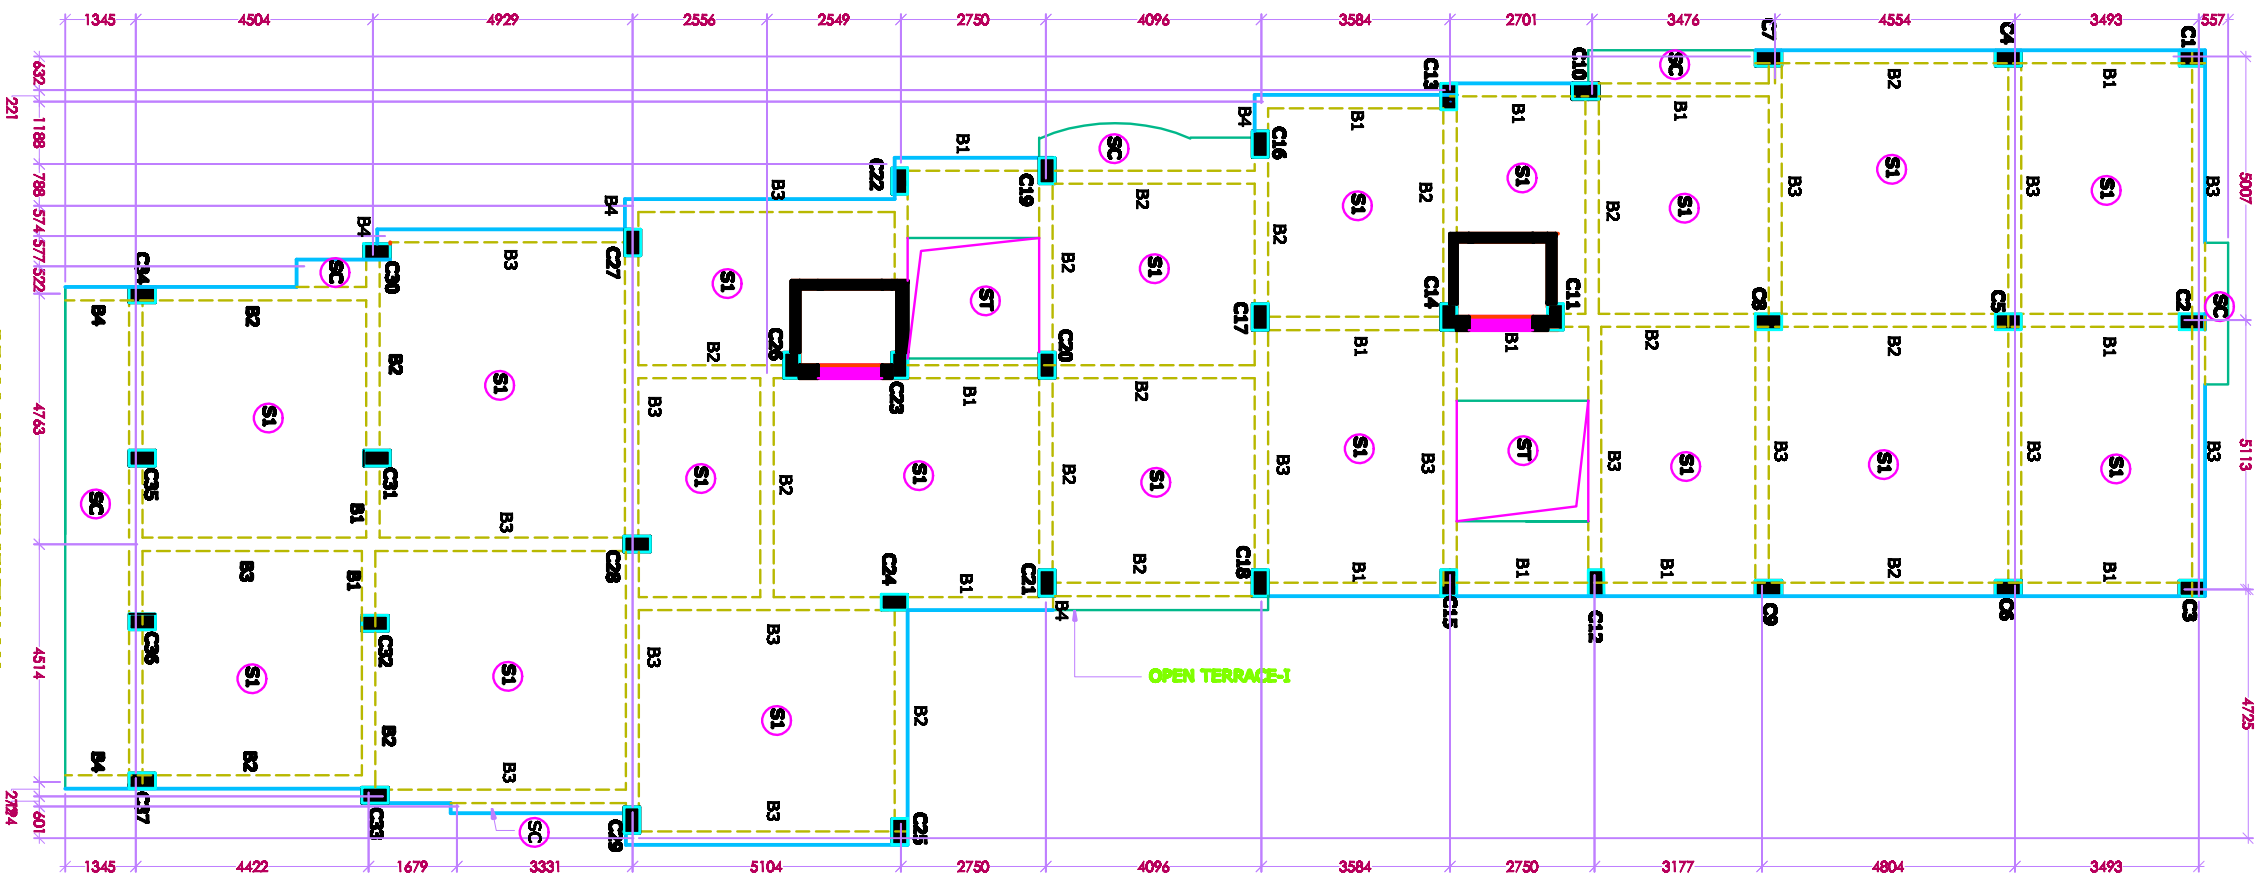 1345 4504 4929 2556 2549 2750 4096 3584 2701 3476 4554 3493 557
C7 C4 C1
632 C13 C10 SC B2 B1
221 1188 B1 B4 C16 B1 B1 B1
SC
788 C22 B3 C19 B2 B2 S1 S1 B3 S1 B3 B3 5007
574 B4 B4 S1 S1 B2
577 C34 SC C30 B3 C27 S1 B2 S1 B2
522 B4 B2 ST C17 C14 C11 C8 C5 C2 SC
B2 B2 C26 C20 B1 B1 B2 B2 B1
4763 S1 S1 B3 C23 B1 B2
C35 C31 S1 B2 S1 B2 S1 B3 S1 B3 ST B3 S1 B3 S1 B3 S1 B3 5113
SC B1 B3
B3 B1 C28 C24 B1 C21 B2 C18 B1 B1 B1 B2 B1
B4 C15 C12 C9 C6 C3
C36 C32 B3 B3
4514 S1 S1 OPEN TERRACE-I
S1 B2 4725
B4 B2 B2 B3
C37 C33 SC C29 B3 C25
601
1345 4422 1679 3331 5104 2750 4096 3584 2750 3177 4804 3493